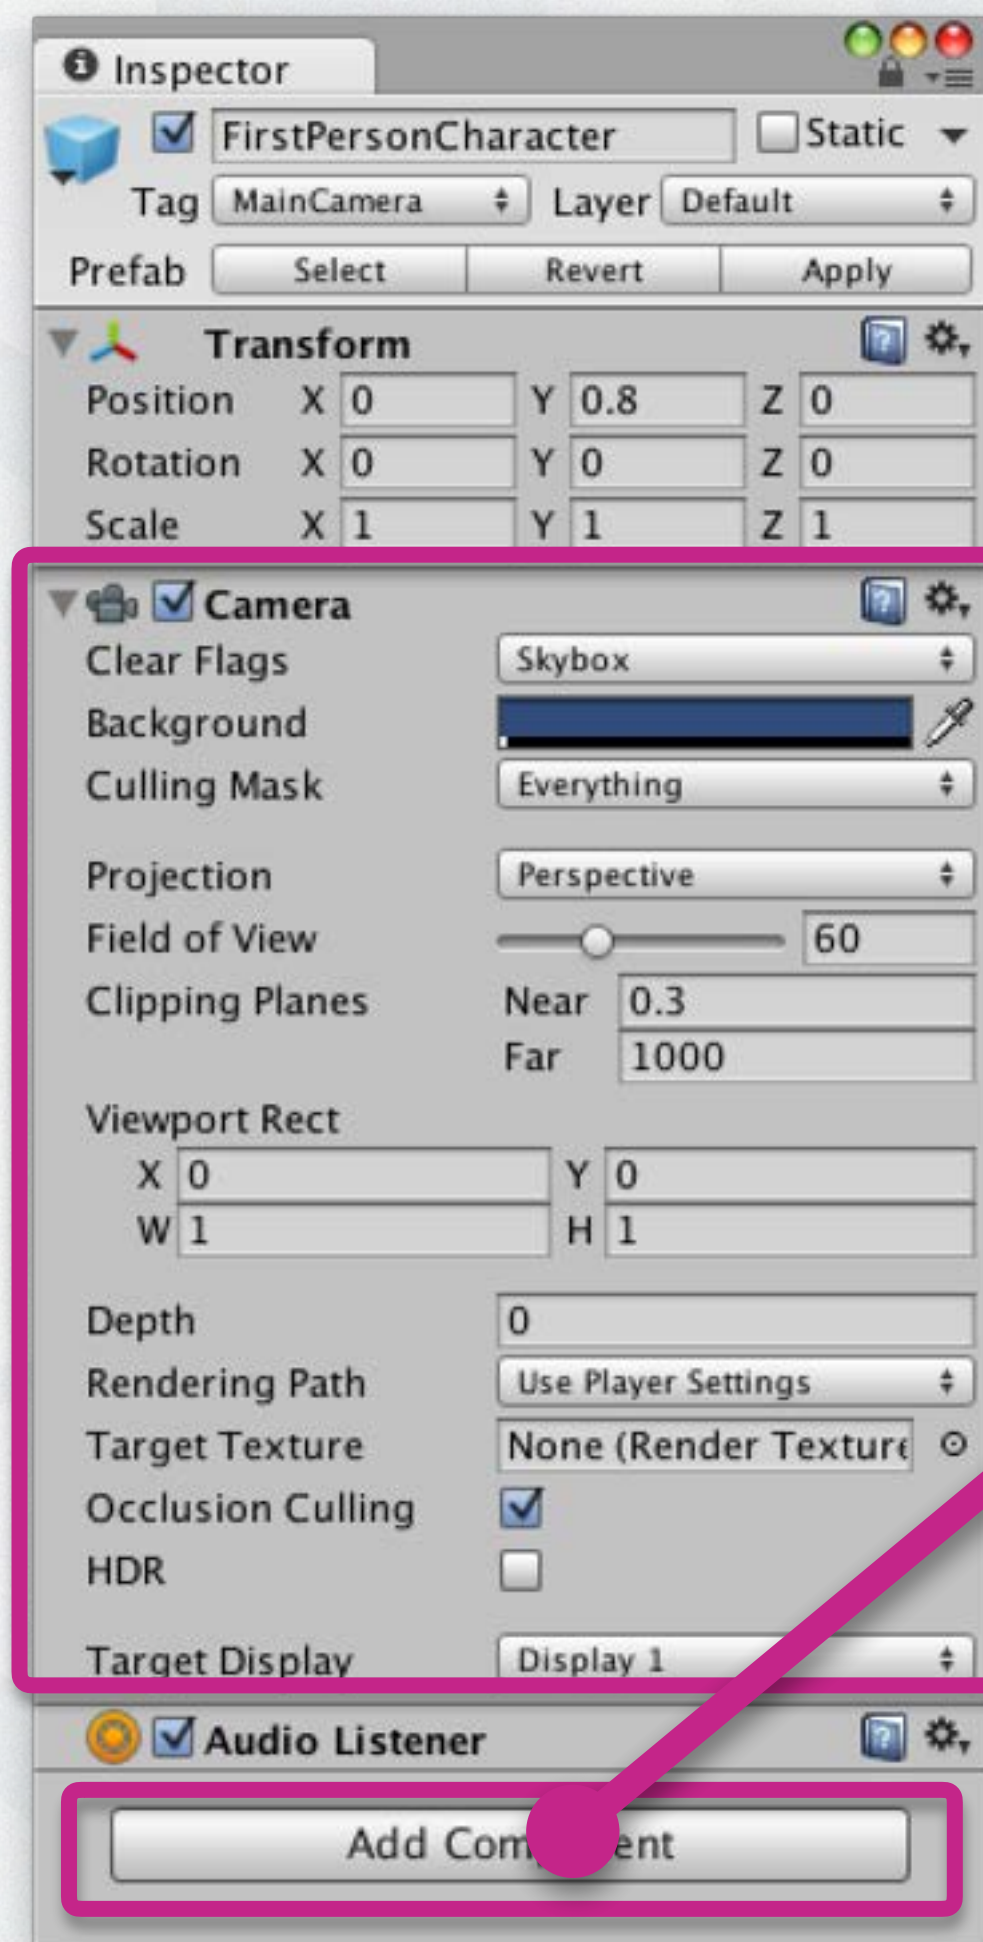 Inspector
FirstPersonCharacter Static
Tag MainCamera Layer Default
Prefab Select Revert Apply
Transform
Position X 0 Y 0.8 Z 0
Rotation X 0 Y 0 Z 0
Scale X 1 Y 1 Z 1
Camera
Clear Flags Skybox
Background
Culling Mask Everything
Projection Perspective
Field of View 60
Clipping Planes Near 0.3
Far 1000
Viewport Rect
X 0 Y 0
W 1 H 1
Depth 0
Rendering Path Use Player Settings
Target Texture None (Render Texture
Occlusion Culling
HDR
Target Display Display 1
Audio Listener
Add Component